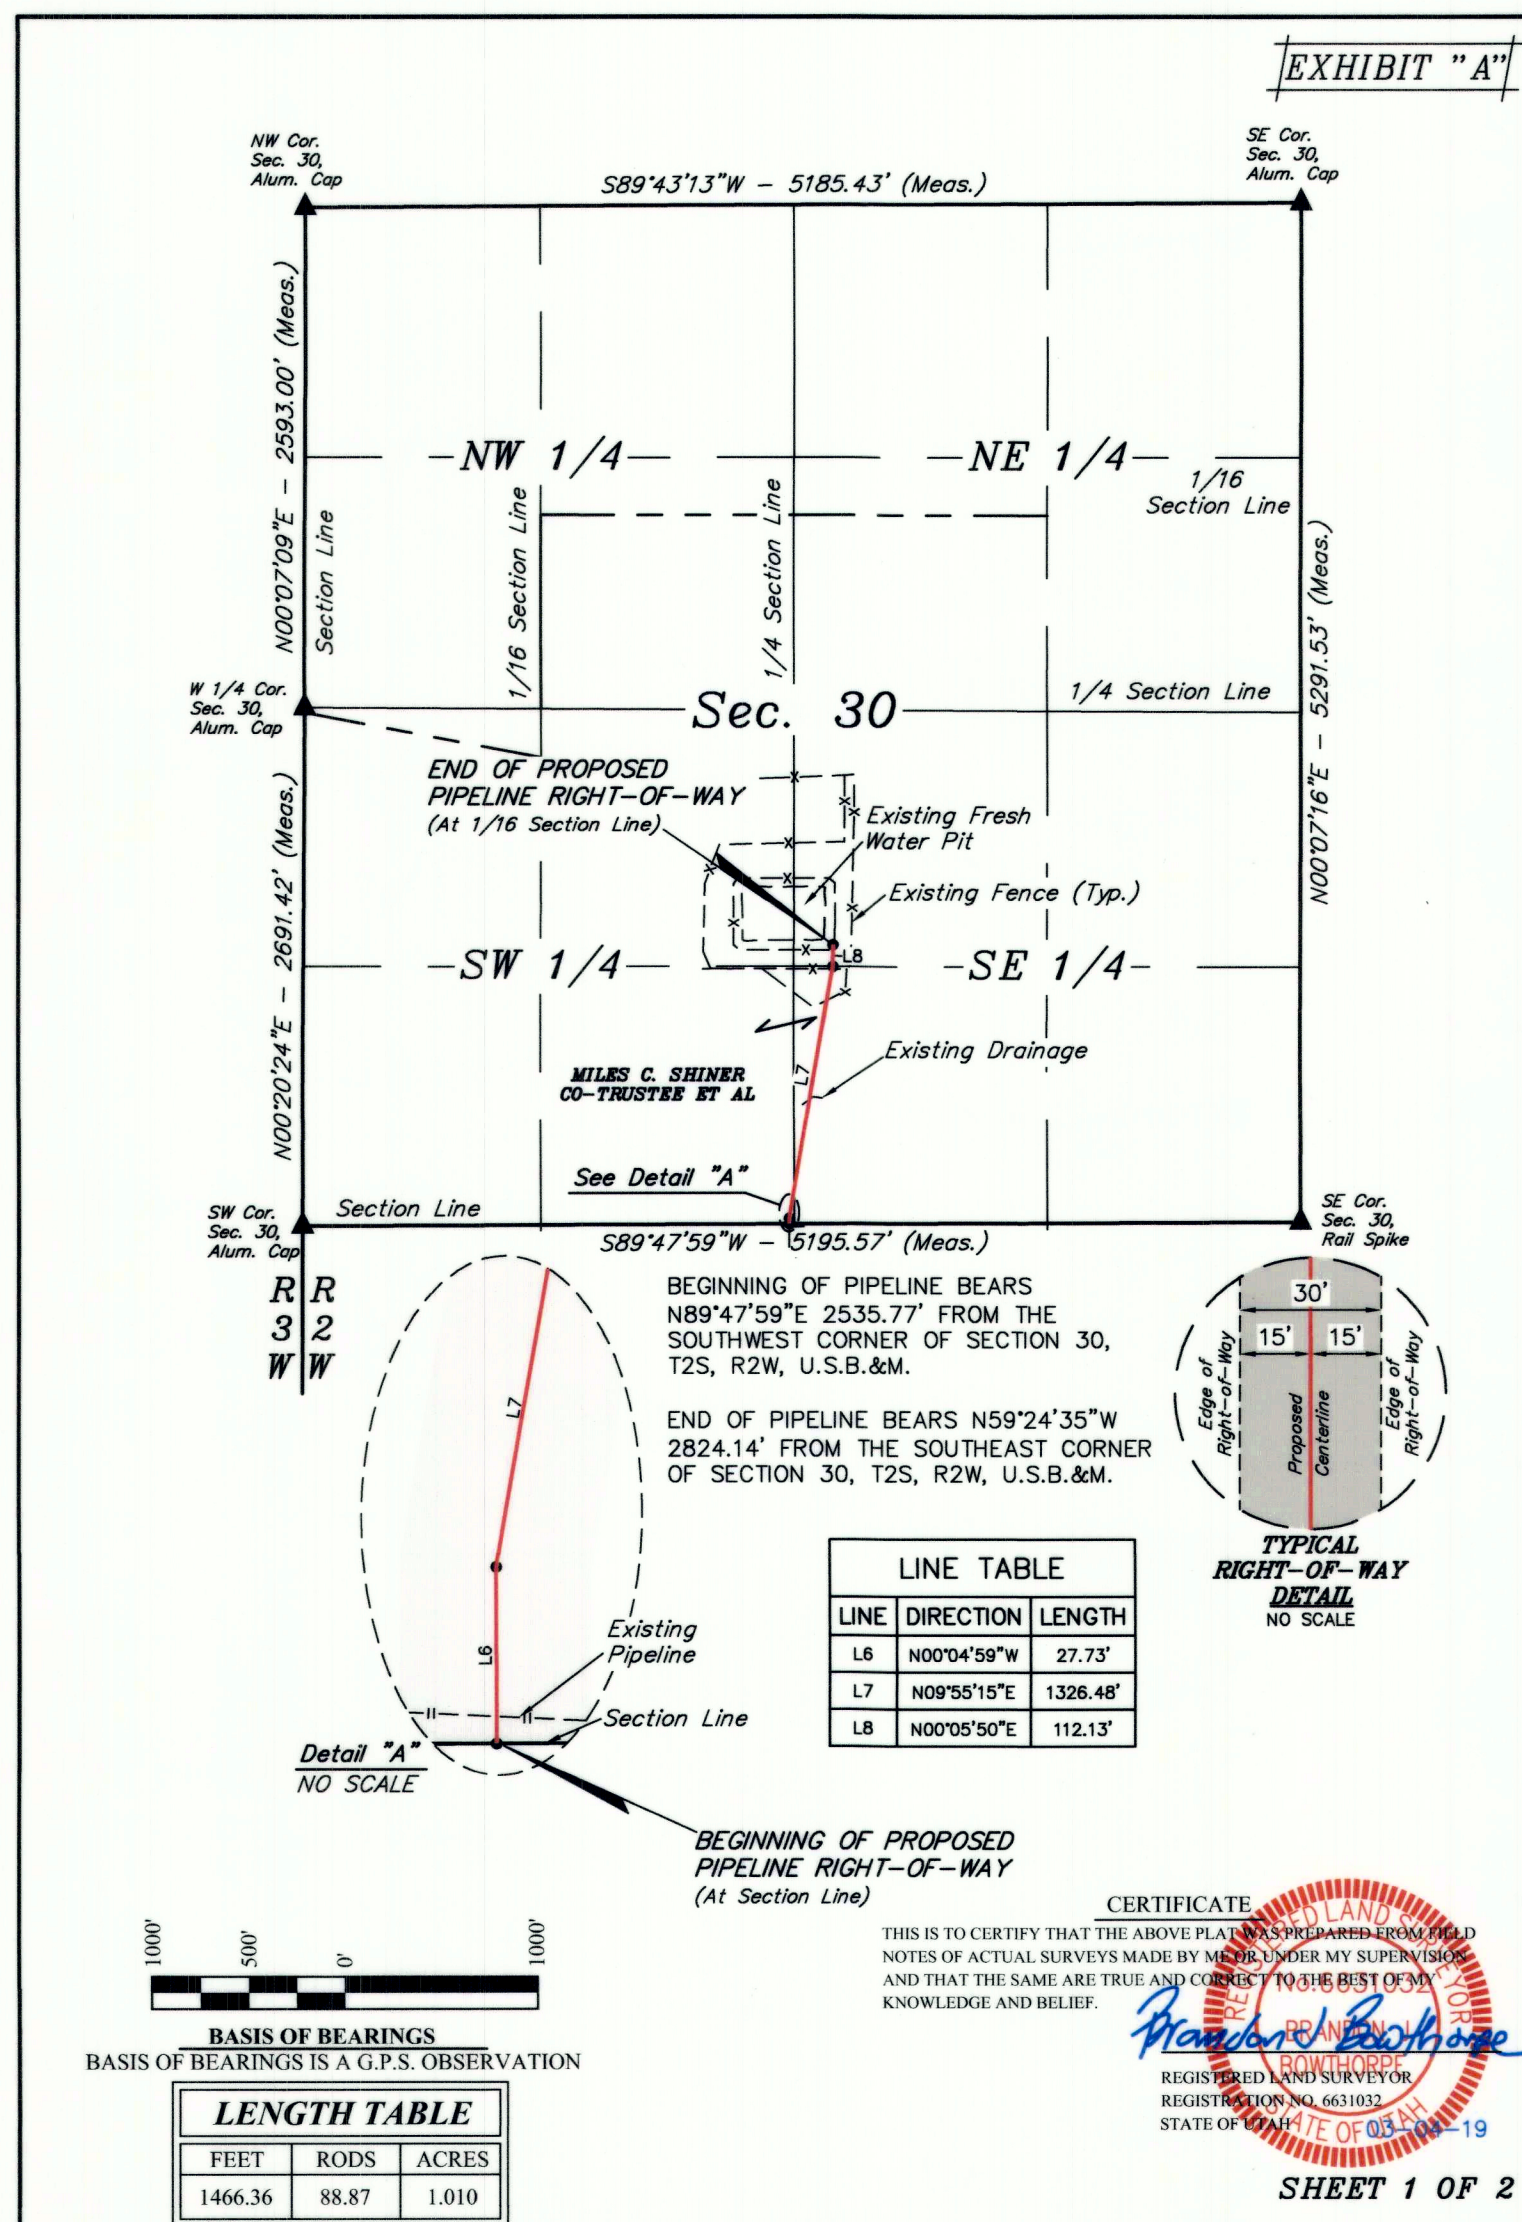 EXHIBIT "A"
NW Cor.
Sec. 30,
Alum. Cap
SE Cor.
Sec. 30,
Alum. Cap
S89°43'13"W - 5185.43' (Meas.)
N00°07'09"E - 2593.00' (Meas.)
Section Line
1/16 Section Line
1/4 Section Line
NW 1/4
NE 1/4
1/16
Section Line
N00°07'16"E - 5291.53' (Meas.)
W 1/4 Cor.
Sec. 30,
Alum. Cap
Sec. 30
1/4 Section Line
END OF PROPOSED
PIPELINE RIGHT-OF-WAY
(At 1/16 Section Line)
Existing Fresh
Water Pit
Existing Fence (Typ.)
N00°20'24"E - 2691.42' (Meas.)
L8
SW 1/4
SE 1/4
Existing Drainage
L7
MILES C. SHINER
CO-TRUSTEE ET AL
See Detail "A"
SW Cor.
Sec. 30,
Alum. Cap
Section Line
S89°47'59"W - 5195.57' (Meas.)
SE Cor.
Sec. 30,
Rail Spike
R R
3 2
W W
BEGINNING OF PIPELINE BEARS
N89°47'59"E 2535.77' FROM THE
SOUTHWEST CORNER OF SECTION 30,
T2S, R2W, U.S.B.&M.
END OF PIPELINE BEARS N59°24'35"W
2824.14' FROM THE SOUTHEAST CORNER
OF SECTION 30, T2S, R2W, U.S.B.&M.
30'
15' 15'
Edge of
Right-of-Way
Proposed
Centerline
Edge of
Right-of-Way
TYPICAL
RIGHT-OF-WAY
DETAIL
NO SCALE
L7
L6
Existing
Pipeline
Section Line
Detail "A"
NO SCALE
LINE TABLE
LINE DIRECTION LENGTH
L6 N00°04'59"W 27.73'
L7 N09°55'15"E 1326.48'
L8 N00°05'50"E 112.13'
BEGINNING OF PROPOSED
PIPELINE RIGHT-OF-WAY
(At Section Line)
1000' 500' 0' 1000'
BASIS OF BEARINGS
BASIS OF BEARINGS IS A G.P.S. OBSERVATION
LENGTH TABLE
FEET RODS ACRES
1466.36 88.87 1.010
CERTIFICATE
THIS IS TO CERTIFY THAT THE ABOVE PLAT WAS PREPARED FROM FIELD
NOTES OF ACTUAL SURVEYS MADE BY ME OR UNDER MY SUPERVISION
AND THAT THE SAME ARE TRUE AND CORRECT TO THE BEST OF MY
KNOWLEDGE AND BELIEF.
Brandon J Bowthorpe
REGISTERED LAND SURVEYOR
REGISTRATION NO. 6631032
STATE OF UTAH
REGISTERED LAND SURVEYOR
No.6631032
BRANDON J.
BOWTHORPE
STATE OF UTAH
03-04-19
SHEET 1 OF 2